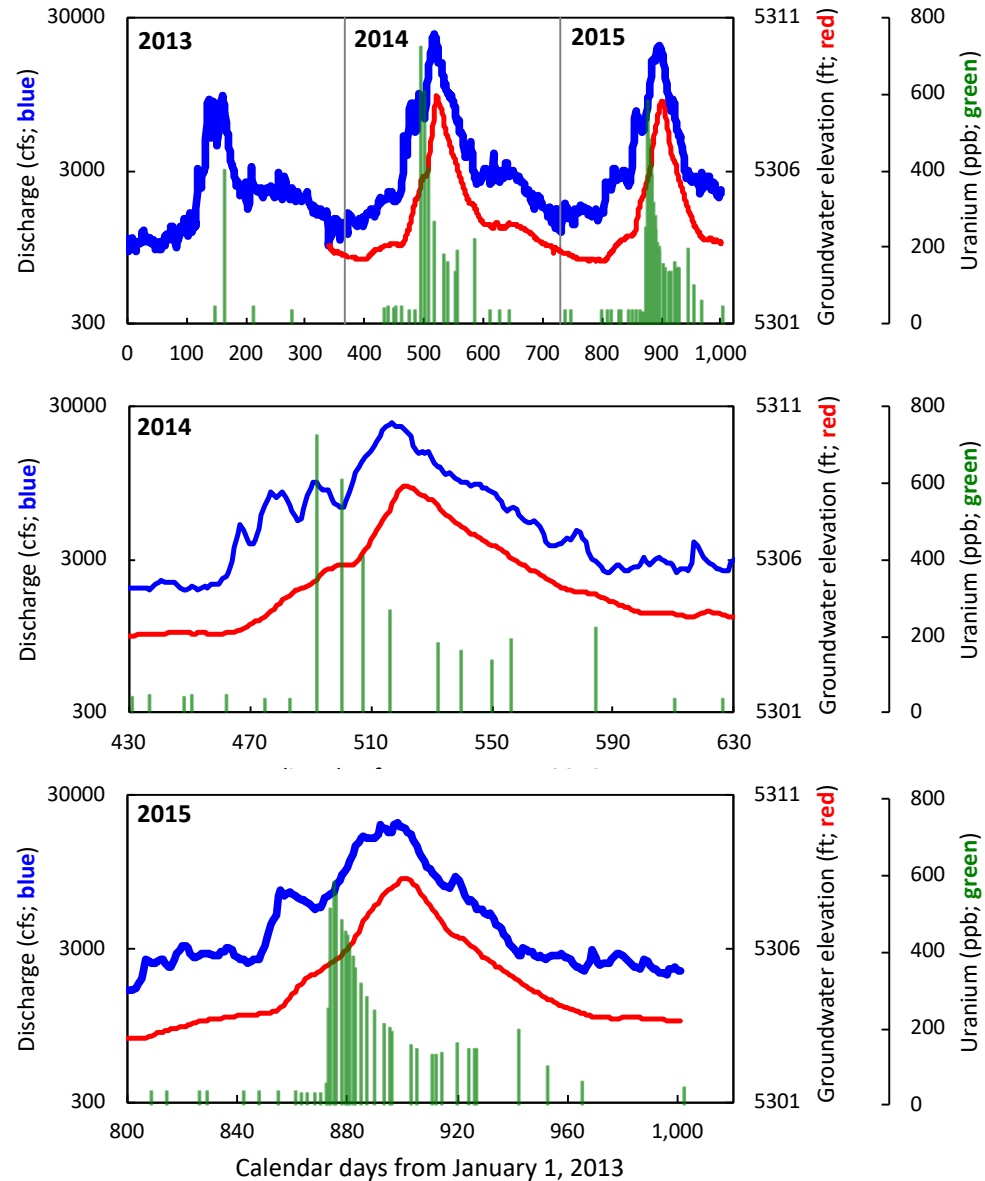 30000
3000
300
Discharge (cfs; blue)
2013
2014
2015
5311
5306
5301
Groundwater elevation (ft; red)
800
600
400
200
0
Uranium (ppb; green)
0 100 200 300 400 500 600 700 800 900 1,000
30000
3000
300
Discharge (cfs; blue)
2014
5311
5306
5301
Groundwater elevation (ft; red)
800
600
400
200
0
Uranium (ppb; green)
430 470 510 550 590 630
30000
3000
300
Discharge (cfs; blue)
2015
5311
5306
5301
Groundwater elevation (ft; red)
800
600
400
200
0
Uranium (ppb; green)
800 840 880 920 960 1,000
Calendar days from January 1, 2013